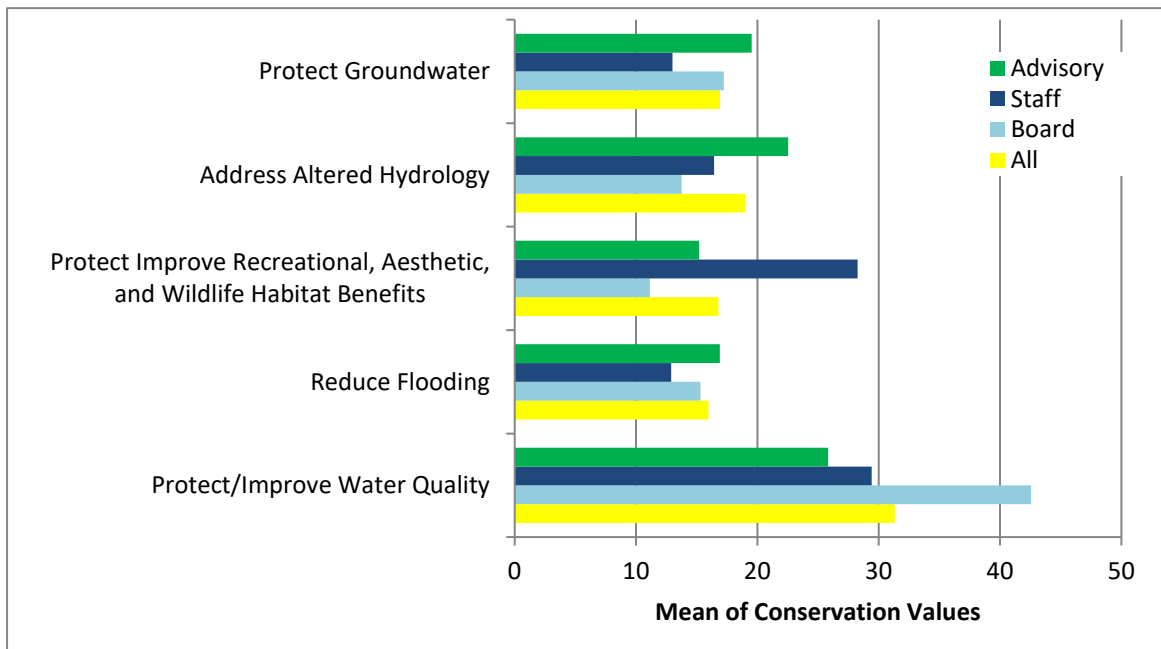 Protect Groundwater
Address Altered Hydrology
Protect Improve Recreational, Aesthetic,
and Wildlife Habitat Benefits
Reduce Flooding
Protect/Improve Water Quality
Advisory
Staff
Board
All
0 10 20 30 40 50
Mean of Conservation Values